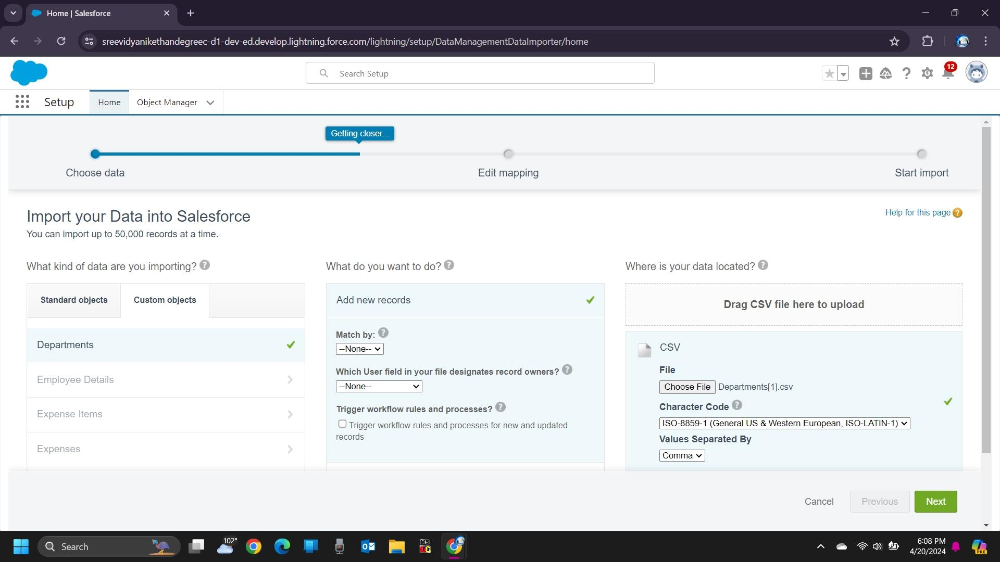 Home | Salesforce
sreevidyanikethandegreec-d1-dev-ed.develop.lightning.force.com/lightning/setup/DataManagementDataImporter/home
Search Setup
12
Setup
Home
Object Manager
Getting closer...
Choose data
Edit mapping
Start import
Import your Data into Salesforce
Help for this page ?
You can import up to 50,000 records at a time.
What kind of data are you importing? ?
Standard objects
Custom objects
Departments
Employee Details
Expense Items
Expenses
What do you want to do? ?
Add new records
Match by: ?
--None--
Which User field in your file designates record owners? ?
--None--
Trigger workflow rules and processes? ?
Trigger workflow rules and processes for new and updated
records
Where is your data located? ?
Drag CSV file here to upload
CSV
File
Choose File Departments[1].csv
Character Code ?
ISO-8859-1 (General US & Western European, ISO-LATIN-1)
Values Separated By
Comma
Cancel
Previous
Next
Search
102°
MS
6:08 PM
4/20/2024
PRE